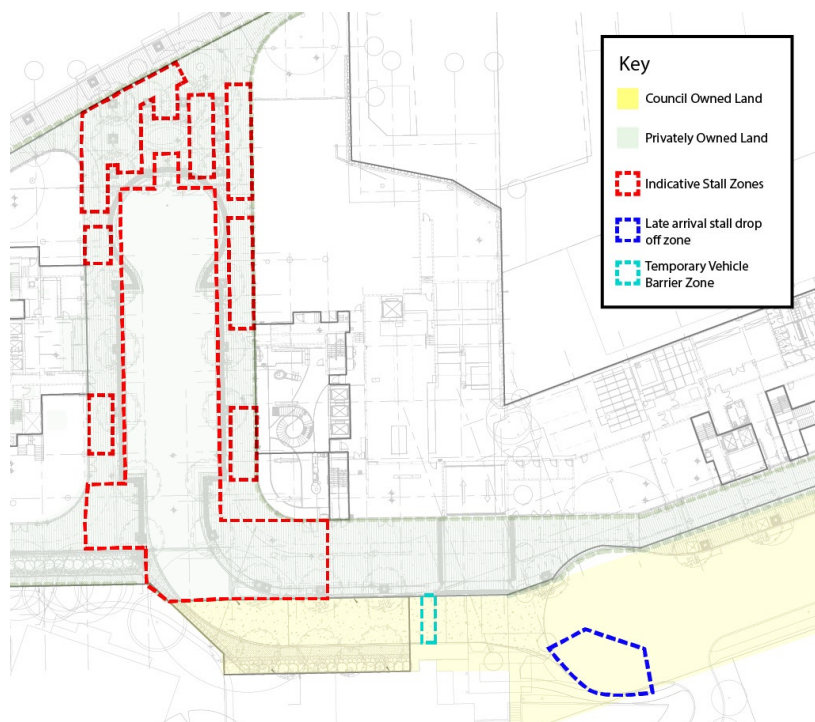 Key
Council Owned Land
Privately Owned Land
Indicative Stall Zones
Late arrival stall drop
off zone
Temporary Vehicle
Barrier Zone